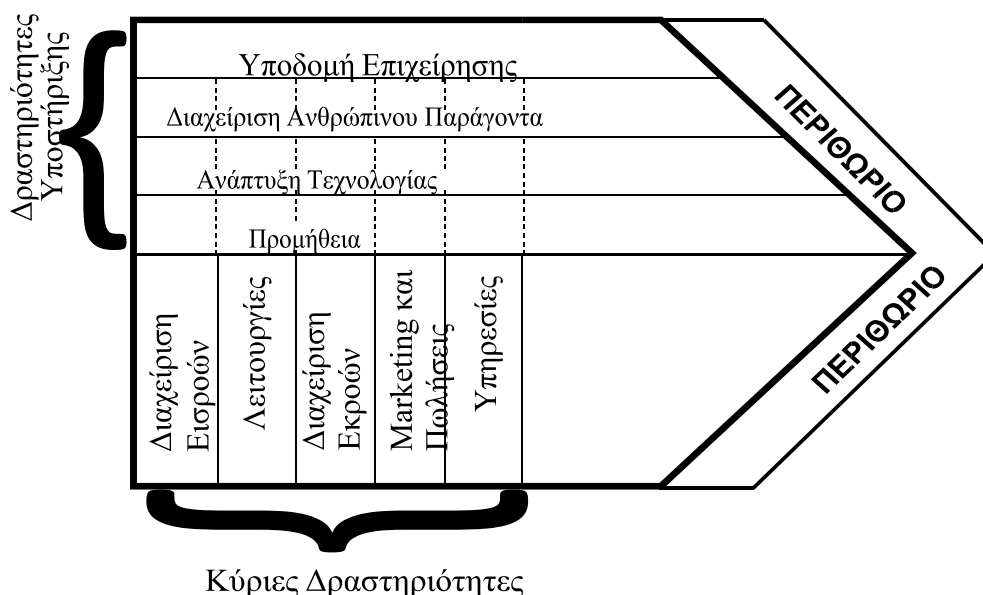 Δραστηριότητες
Υποστήριξης
Υποδομή Επιχείρησης
Διαχείριση Ανθρώπινου Παράγοντα
Ανάπτυξη Τεχνολογίας
Προμήθεια
Διαχείριση
Εισροών
Λειτουργίες
Διαχείριση
Εκροών
Marketing και
Πωλήσεις
Υπηρεσίες
ΠΕΡΙΘΩΡΙΟ
ΠΕΡΙΘΩΡΙΟ
Κύριες Δραστηριότητες